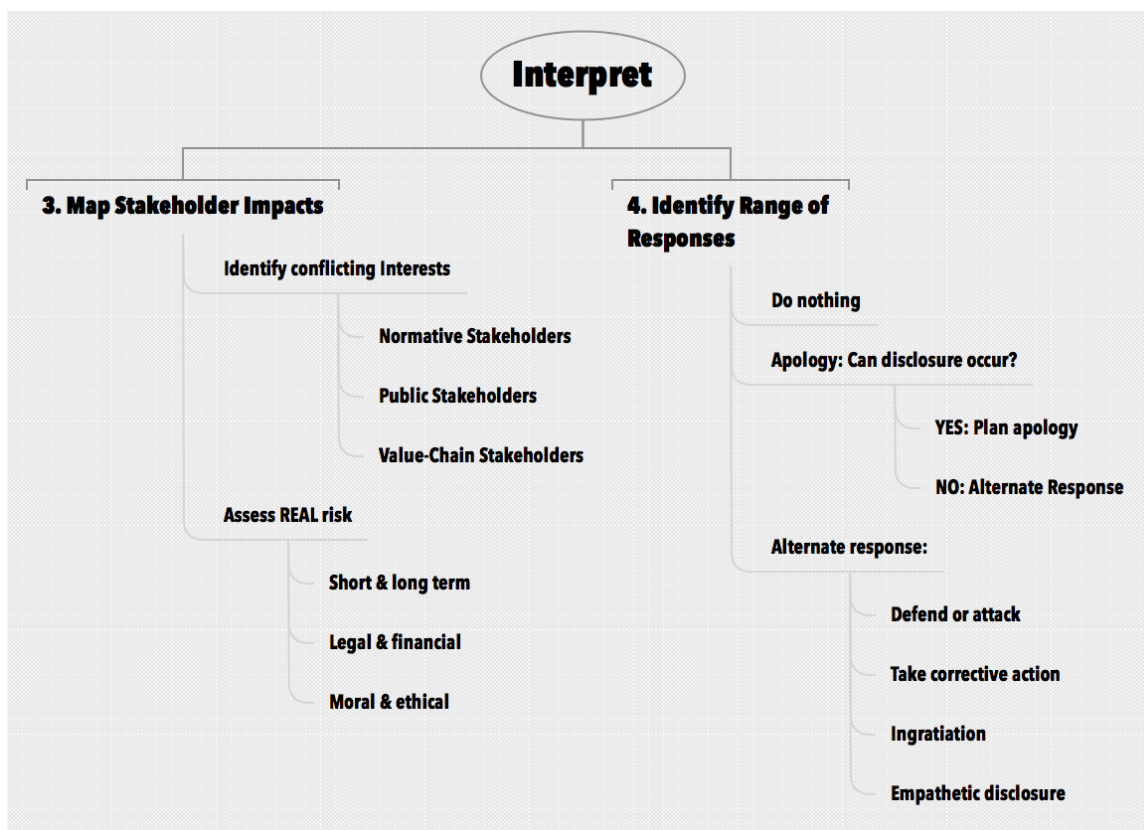 Interpret
3. Map Stakeholder Impacts
Identify conflicting Interests
Normative Stakeholders
Public Stakeholders
Value-Chain Stakeholders
Assess REAL risk
Short & long term
Legal & financial
Moral & ethical
4. Identify Range of
Responses
Do nothing
Apology: Can disclosure occur?
YES: Plan apology
NO: Alternate Response
Alternate response:
Defend or attack
Take corrective action
Ingratiation
Empathetic disclosure